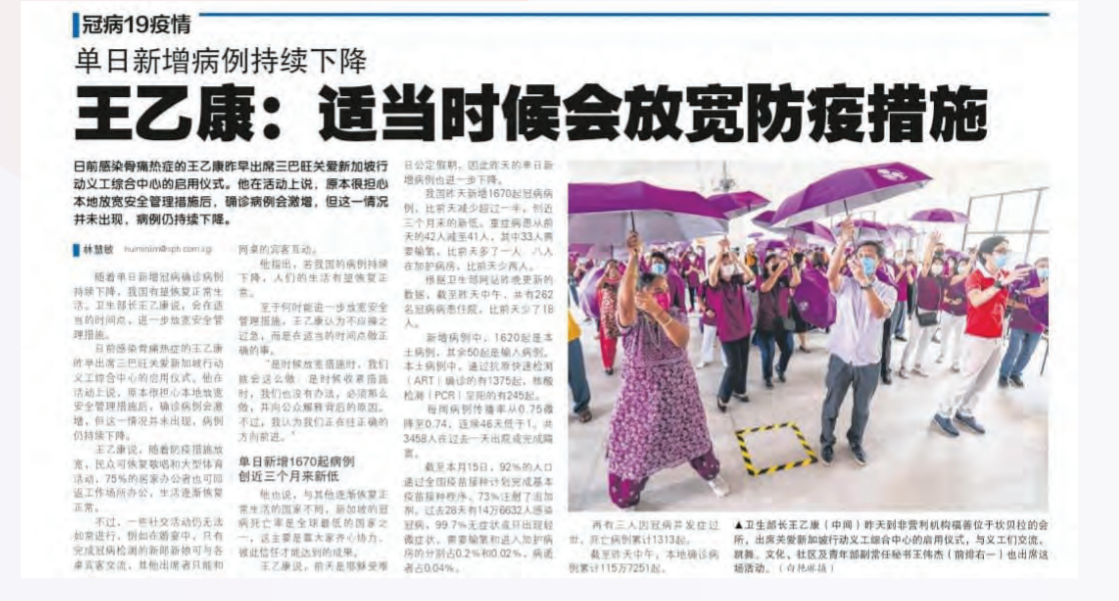 冠病19疫情
单日新增病例持续下降
王乙康：适当时候会放宽防疫措施
日前感染骨痛热症的王乙康昨早出席三巴旺关爱新加坡行
动义工综合中心的启用仪式。他在活动上说，原本很担心
本地放宽安全管理措施后，确诊病例会激增，但这一情况
并未出现，病例仍持续下降。
林慧敏 huiminlm@sph.com.sg
随着单日新增冠病确诊病例
持续下降，我国有望恢复正常生
活。卫生部长王乙康说，会在适
当的时间点，进一步放宽安全管
理措施。
日前感染骨痛热症的王乙康
昨早出席三巴旺关爱新加坡行动
义工综合中心的启用仪式。他在
活动上说，原本很担心本地放宽
安全管理措施后，确诊病例会激
增，但这一情况并未出现，病例
仍持续下降。
王乙康说，随着防疫措施放
宽，民众可恢复歌唱和大型体育
活动，75%的居家办公者也可回
返工作场所办公，生活逐渐恢复
正常。
不过，一些社交活动仍无法
如常进行，例如在婚宴中，只有
完成冠病检测的新郎新娘可与各
桌宾客交流，其他出席者只能和
同桌的宾客互动。
他指出，若我国的病例持续
下降，人们的生活有望恢复正
常。
至于何时能进一步放宽安全
管理措施，王乙康认为不应操之
过急，而是在适当的时间点做正
确的事。
“是时候放宽措施时，我们
就会这么做；是时候收紧措施
时，我们也没有办法，必须那么
做，并向公众解释背后的原因。
不过，我认为我们正在往正确的
方向前进。”
单日新增1670起病例
创近三个月来新低
他也说，与其他逐渐恢复正
常生活的国家不同，新加坡的冠
病死亡率是全球最低的国家之
一，这主要是靠大家齐心协力、
彼此信任才能达到的成果。
王乙康说，前天是耶稣受难
日公定假期，因此昨天的单日新
增病例也进一步下降。
我国昨天新增1670起冠病病
例，比前天减少超过一半，创近
三个月来的新低。重症病患从前
天的42人减至41人，其中33人需
要输氧，比前天多了一人，八人
在加护病房，比前天少两人。
根据卫生部网站昨晚更新的
数据，截至昨天中午，共有262
名冠病病患住院，比前天少了18
人。
新增病例中，1620起是本
土病例，其余50起是输入病例。
本土病例中，通过抗原快速检测
（ART）确诊的有1375起，核酸
检测（PCR）呈阳的有245起。
每周病例传播率从0.75微
降至0.74，连续46天低于1。共
3458人在过去一天出院或完成隔
离。
截至本月15日，92%的人口
通过全国疫苗接种计划完成基本
疫苗接种程序，73%注射了追加
剂。过去28天有14万6632人感染
冠病，99.7%无症状或只出现轻
微症状，需要输氧和进入加护病
房的分别占0.2%和0.02%，病逝
者占0.04%。
再有三人因冠病并发症过
世，死亡病例累计1313起。
截至昨天中午，本地确诊病
例累计115万7251起。
▲卫生部长王乙康（中间）昨天到非营利机构福善位于坎贝拉的会
所，出席关爱新加坡行动义工综合中心的启用仪式，与义工们交流、
跳舞。文化、社区及青年部副常任秘书王伟杰（前排右一）也出席这
场活动。